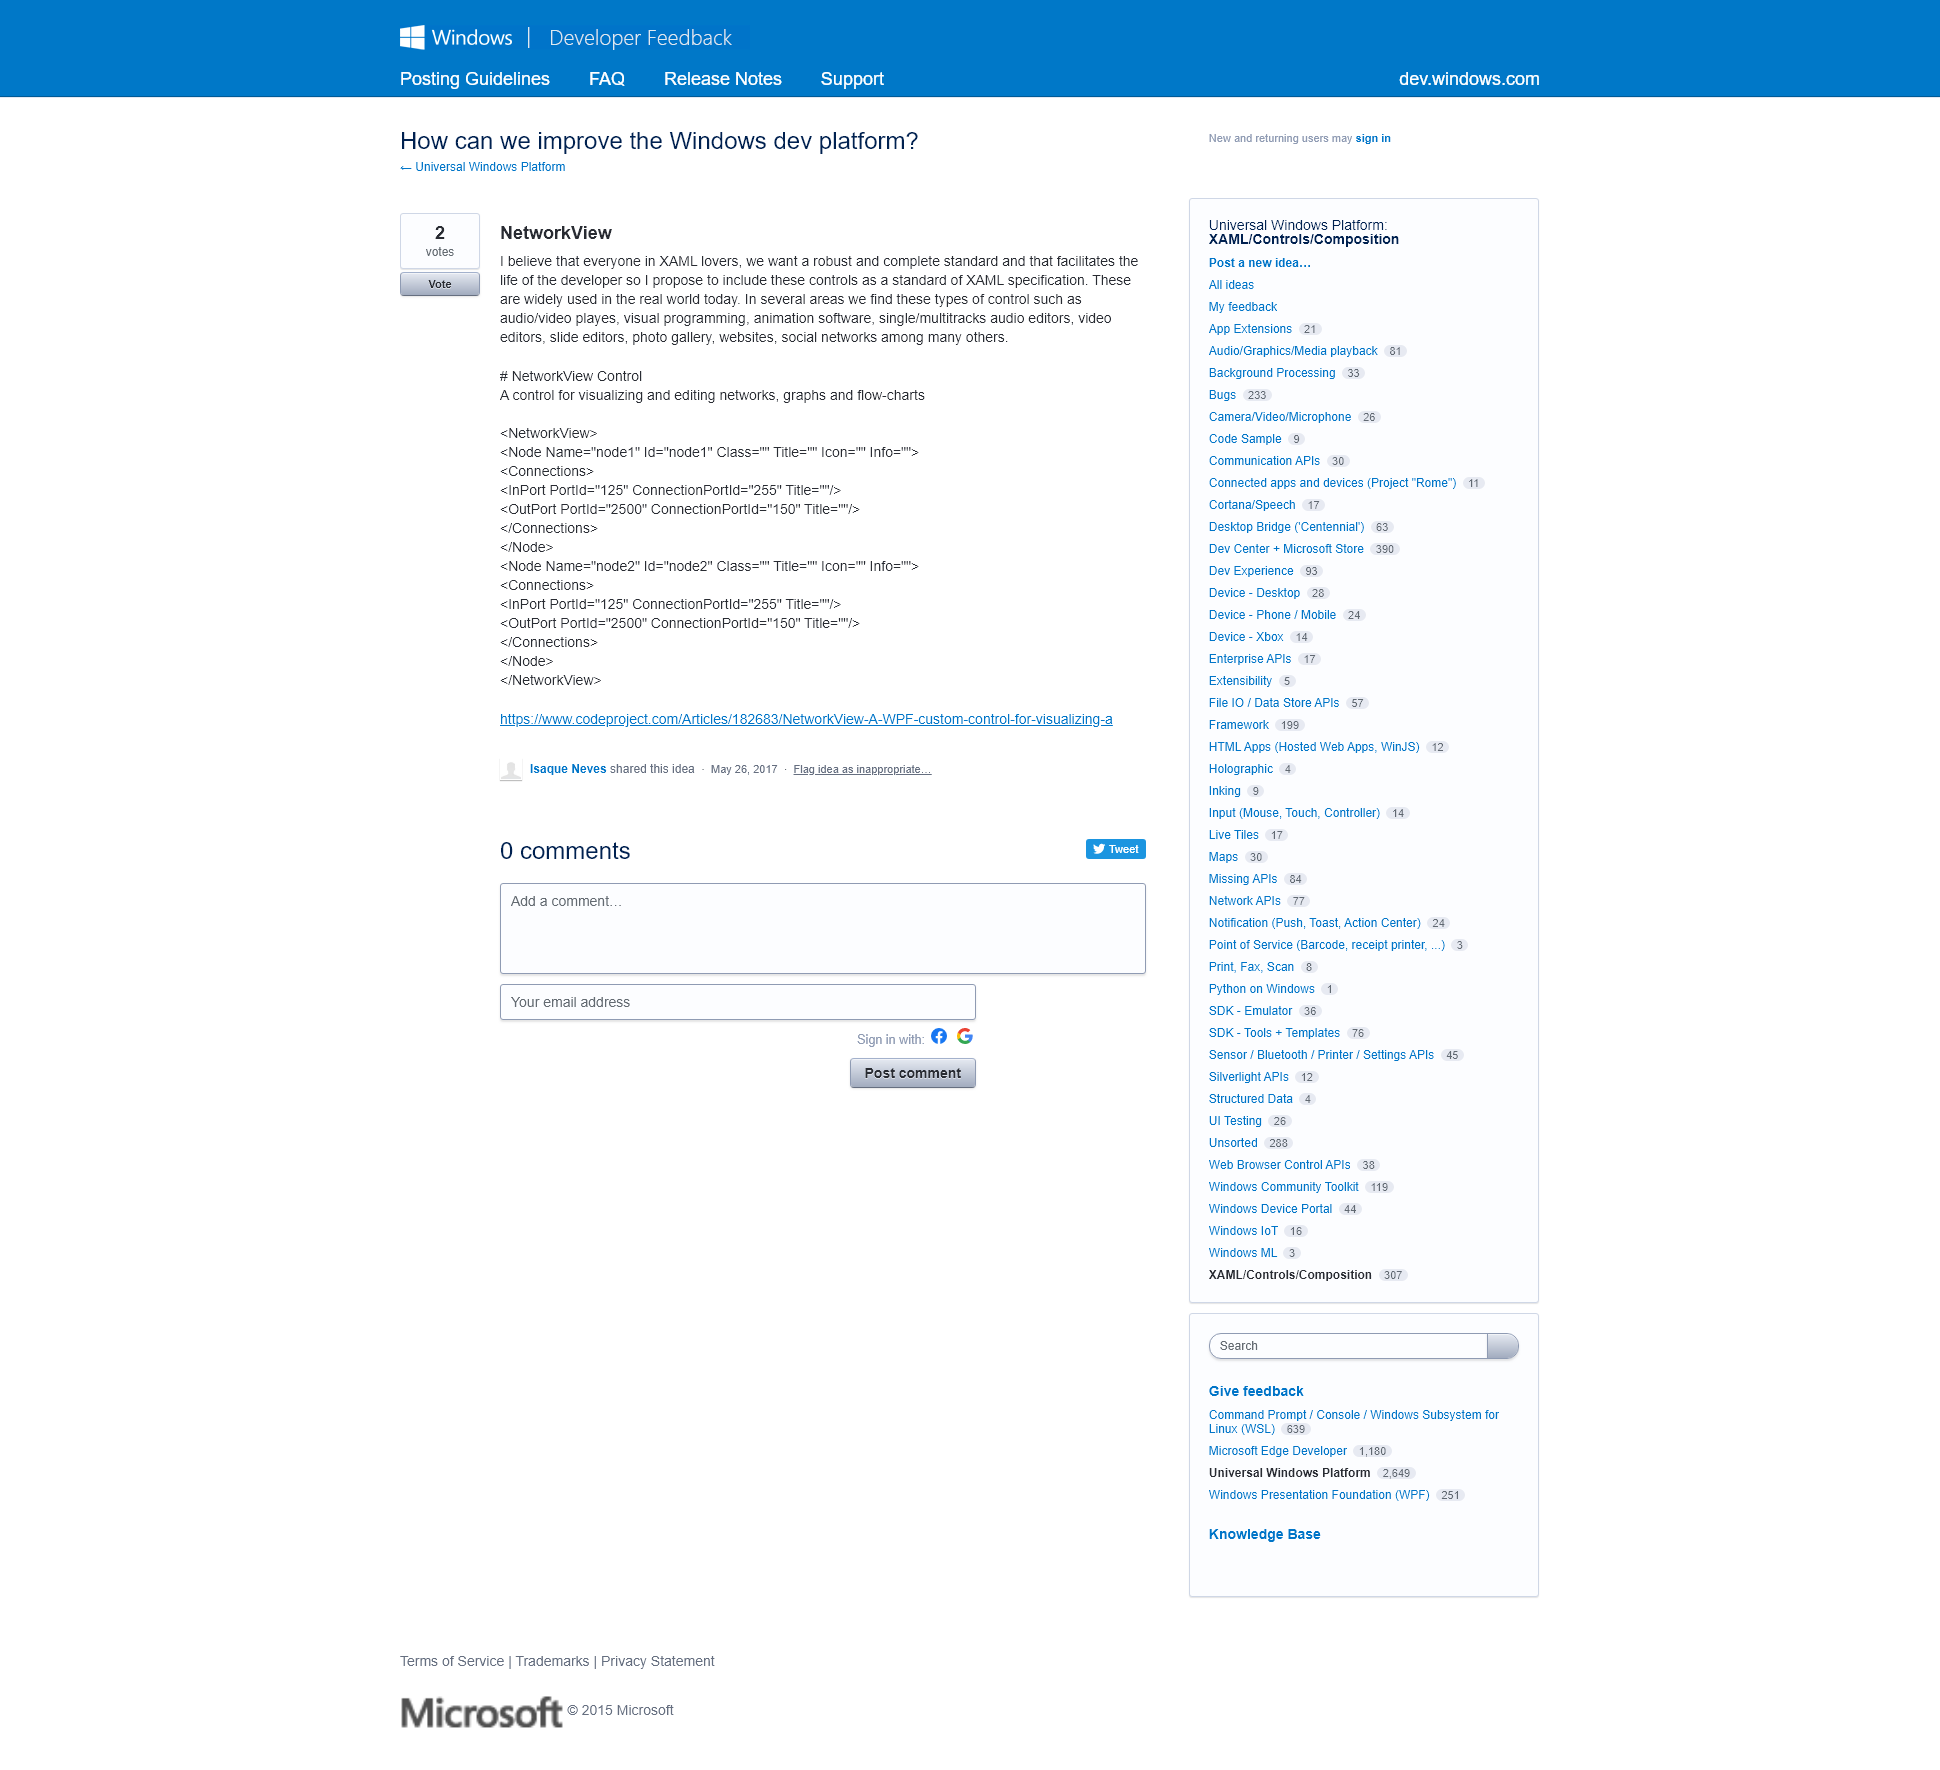 Windows | Developer Feedback
Posting Guidelines FAQ Release Notes Support dev.windows.com
How can we improve the Windows dev platform?
← Universal Windows Platform
New and returning users may sign in
2
votes
Vote
NetworkView
I believe that everyone in XAML lovers, we want a robust and complete standard and that facilitates the
life of the developer so I propose to include these controls as a standard of XAML specification. These
are widely used in the real world today. In several areas we find these types of control such as
audio/video playes, visual programming, animation software, single/multitracks audio editors, video
editors, slide editors, photo gallery, websites, social networks among many others.
# NetworkView Control
A control for visualizing and editing networks, graphs and flow-charts
<NetworkView>
<Node Name="node1" Id="node1" Class="" Title="" Icon="" Info="">
<Connections>
<InPort PortId="125" ConnectionPortId="255" Title=""/>
<OutPort PortId="2500" ConnectionPortId="150" Title=""/>
</Connections>
</Node>
<Node Name="node2" Id="node2" Class="" Title="" Icon="" Info="">
<Connections>
<InPort PortId="125" ConnectionPortId="255" Title=""/>
<OutPort PortId="2500" ConnectionPortId="150" Title=""/>
</Connections>
</Node>
</NetworkView>
https://www.codeproject.com/Articles/182683/NetworkView-A-WPF-custom-control-for-visualizing-a
Isaque Neves shared this idea · May 26, 2017 · Flag idea as inappropriate…
0 comments
Tweet
Add a comment…
Your email address
Sign in with:
Post comment
Universal Windows Platform:
XAML/Controls/Composition
Post a new idea…
All ideas
My feedback
App Extensions 21
Audio/Graphics/Media playback 81
Background Processing 33
Bugs 233
Camera/Video/Microphone 26
Code Sample 9
Communication APIs 30
Connected apps and devices (Project "Rome") 11
Cortana/Speech 17
Desktop Bridge ('Centennial') 63
Dev Center + Microsoft Store 390
Dev Experience 93
Device - Desktop 28
Device - Phone / Mobile 24
Device - Xbox 14
Enterprise APIs 17
Extensibility 5
File IO / Data Store APIs 57
Framework 199
HTML Apps (Hosted Web Apps, WinJS) 12
Holographic 4
Inking 9
Input (Mouse, Touch, Controller) 14
Live Tiles 17
Maps 30
Missing APIs 84
Network APIs 77
Notification (Push, Toast, Action Center) 24
Point of Service (Barcode, receipt printer, ...) 3
Print, Fax, Scan 8
Python on Windows 1
SDK - Emulator 36
SDK - Tools + Templates 76
Sensor / Bluetooth / Printer / Settings APIs 45
Silverlight APIs 12
Structured Data 4
UI Testing 26
Unsorted 288
Web Browser Control APIs 38
Windows Community Toolkit 119
Windows Device Portal 44
Windows IoT 16
Windows ML 3
XAML/Controls/Composition 307
Search
Give feedback
Command Prompt / Console / Windows Subsystem for
Linux (WSL) 639
Microsoft Edge Developer 1,180
Universal Windows Platform 2,649
Windows Presentation Foundation (WPF) 251
Knowledge Base
Terms of Service | Trademarks | Privacy Statement
Microsoft © 2015 Microsoft